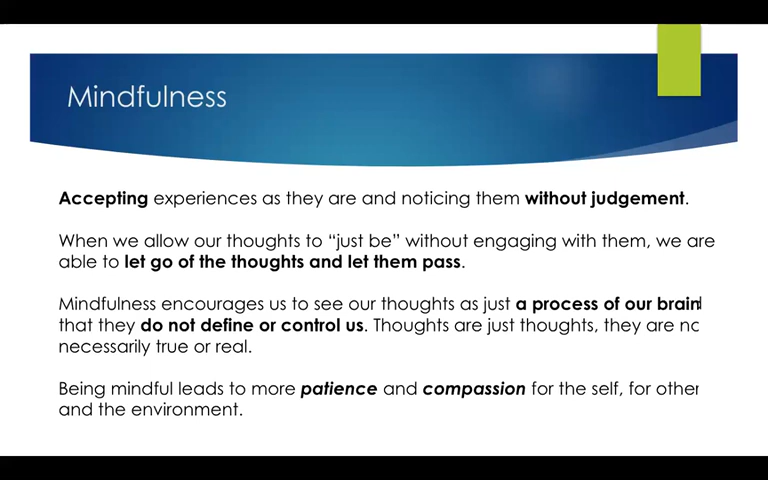 Mindfulness
Accepting experiences as they are and noticing them without judgement.
When we allow our thoughts to “just be” without engaging with them, we are
able to let go of the thoughts and let them pass.
Mindfulness encourages us to see our thoughts as just a process of our brain
that they do not define or control us. Thoughts are just thoughts, they are
necessarily true or real.
Being mindful leads to more patience and compassion for the self, for
and the environment.